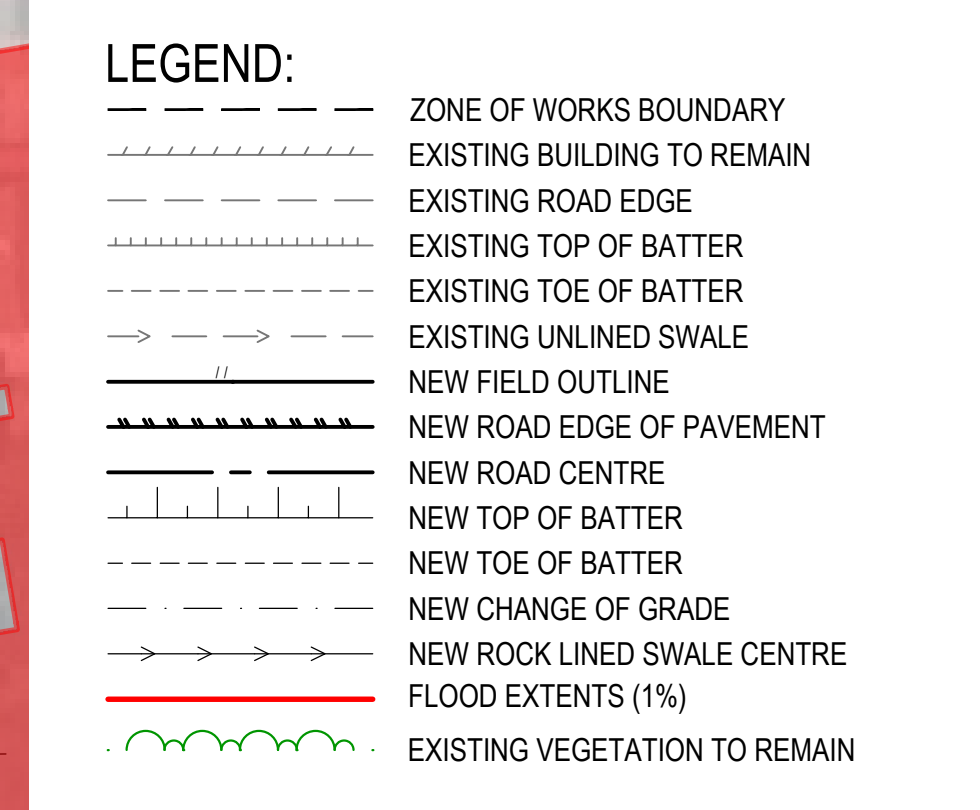 LEGEND:
ZONE OF WORKS BOUNDARY
EXISTING BUILDING TO REMAIN
EXISTING ROAD EDGE
EXISTING TOP OF BATTER
EXISTING TOE OF BATTER
EXISTING UNLINED SWALE
NEW FIELD OUTLINE
NEW ROAD EDGE OF PAVEMENT
NEW ROAD CENTRE
NEW TOP OF BATTER
NEW TOE OF BATTER
NEW CHANGE OF GRADE
NEW ROCK LINED SWALE CENTRE
FLOOD EXTENTS (1%)
EXISTING VEGETATION TO REMAIN